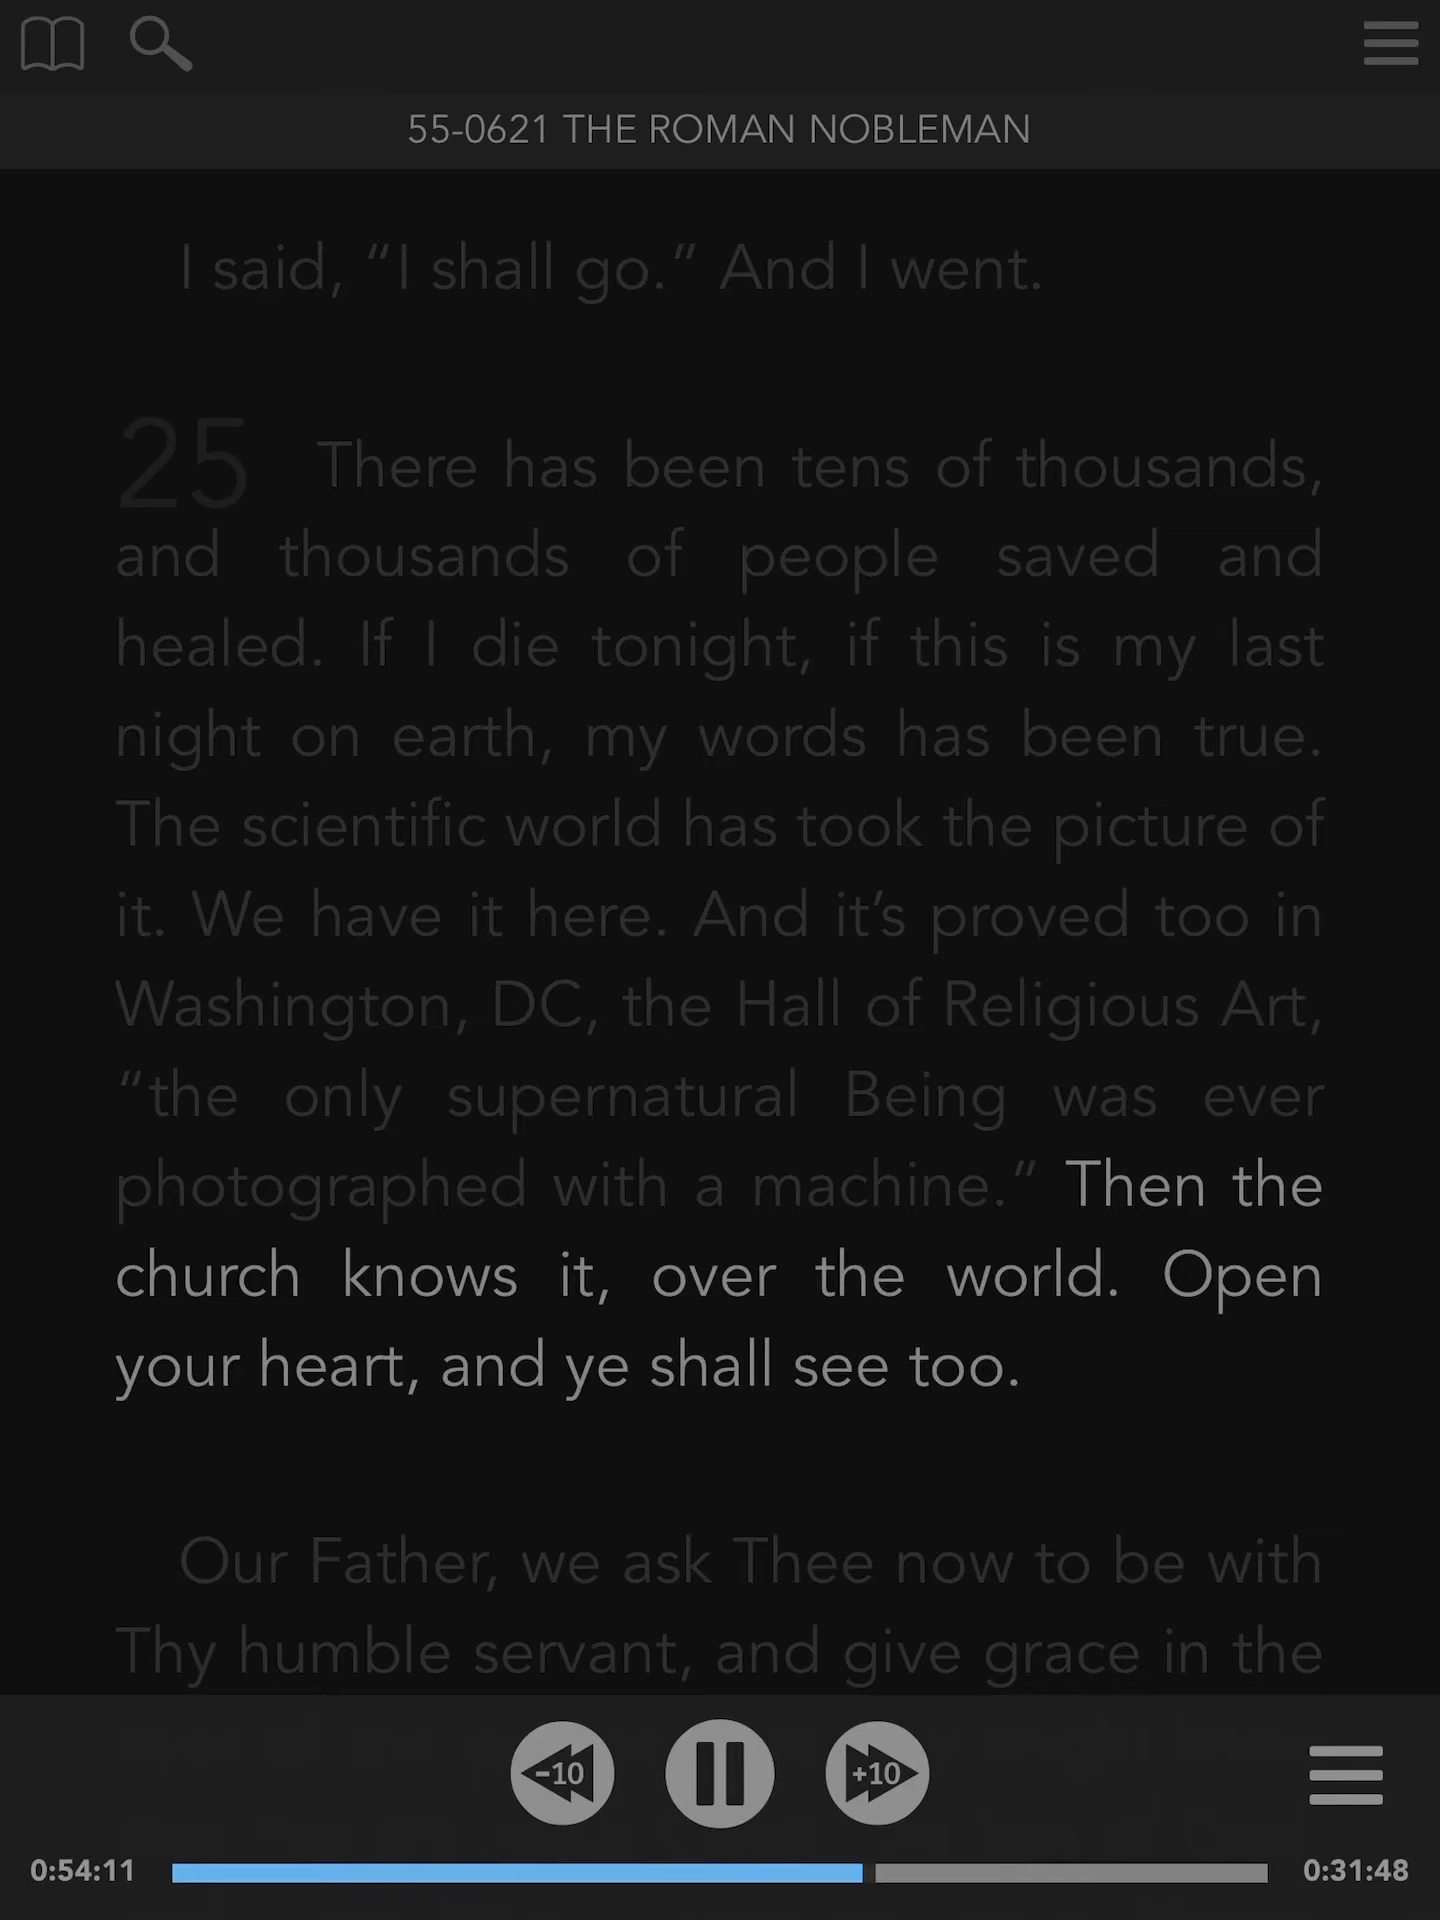 55-0621 THE ROMAN NOBLEMAN
I said, “I shall go.” And I went.
25 There has been tens of thousands,
and thousands of people saved and
healed. If I die tonight, if this is my last
night on earth, my words has been true.
The scientific world has took the picture of
it. We have it here. And it’s proved too in
Washington, DC, the Hall of Religious Art,
“the only supernatural Being was ever
photographed with a machine.” Then the
church knows it, over the world. Open
your heart, and ye shall see too.
Our Father, we ask Thee now to be with
Thy humble servant, and give grace in the
-10 +10
0:54:11 0:31:48